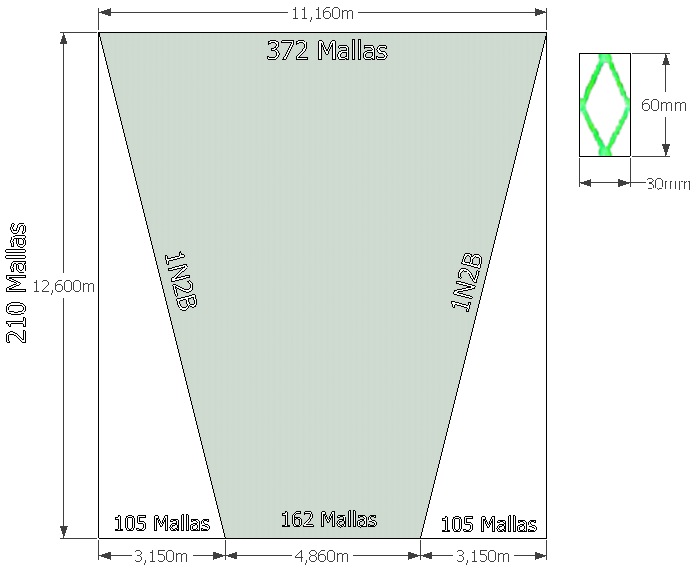 11,160m
372 Mallas
60mm
30mm
1N2B
1N2B
210 Mallas
12,600m
105 Mallas
162 Mallas
105 Mallas
3,150m
4,860m
3,150m